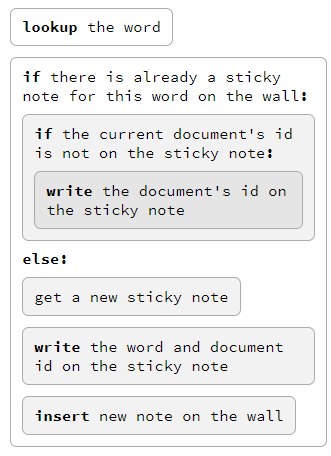 lookup the word
if there is already a sticky
note for this word on the wall:
if the current document's id
is not on the sticky note:
write the document's id on
the sticky note
else:
get a new sticky note
write the word and document
id on the sticky note
insert new note on the wall